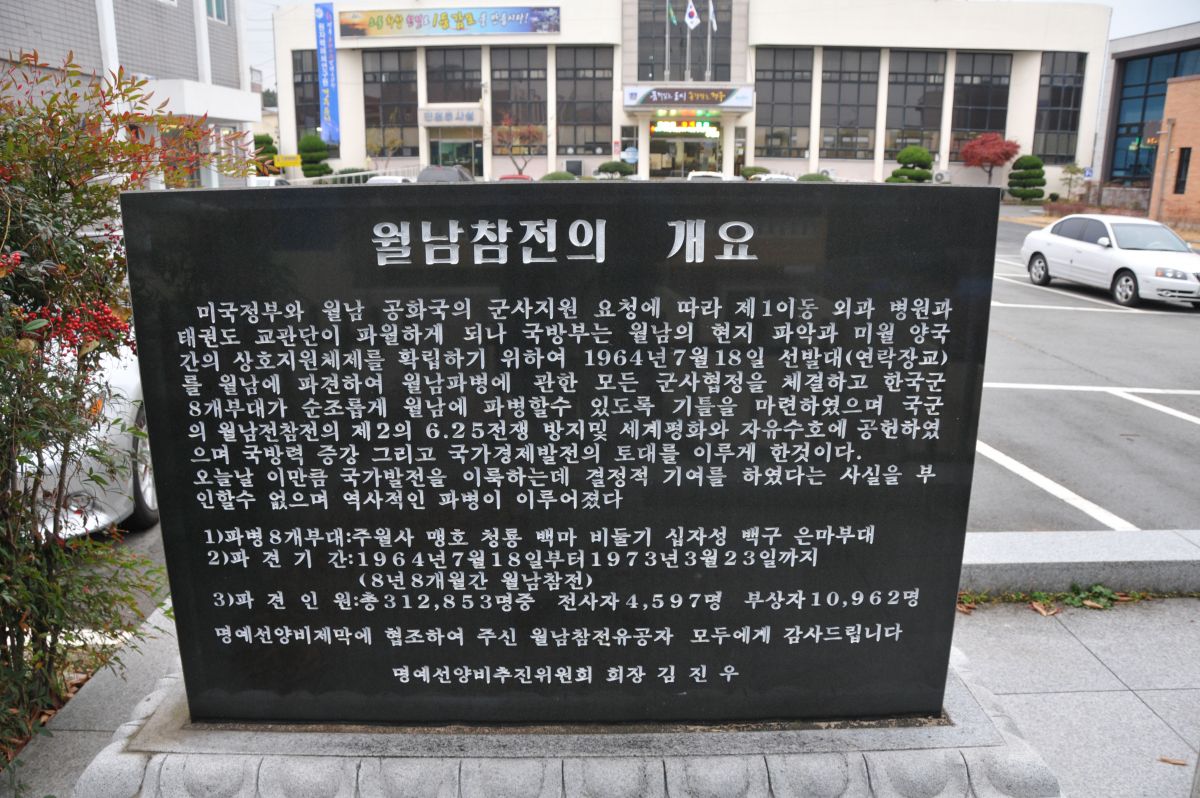 월남참전의 개요
미국정부와 월남 공화국의 군사지원 요청에 따라 제1이동 외과 병원과
태권도 교관단이 파월하게 되나 국방부는 월남의 현지 파악과 미월 양국
간의 상호지원체제를 확립하기 위하여 1964년7월18일 선발대(연락장교)
를 월남에 파견하여 월남파병에 관한 모든 군사협정을 체결하고 한국군
8개부대가 순조롭게 월남에 파병할수 있도록 기틀을 마련하였으며 국군
의 월남전참전의 제2의 6.25전쟁 방지및 세계평화와 자유수호에 공헌하였
으며 국방력 증강 그리고 국가경제발전의 토대를 이루게 한것이다.
오늘날 이만큼 국가발전을 이룩하는데 결정적 기여를 하였다는 사실을 부
인할수 없으며 역사적인 파병이 이루어졌다
1)파병8개부대:주월사 맹호 청룡 백마 비둘기 십자성 백구 은마부대
2)파견기간:1964년7월18일부터1973년3월23일까지
(8년8개월간 월남참전)
3)파견인원:총312,853명중 전사자4,597명 부상자10,962명
명예선양비제막에 협조하여 주신 월남참전유공자 모두에게 감사드립니다
명예선양비추진위원회 회장 김진우